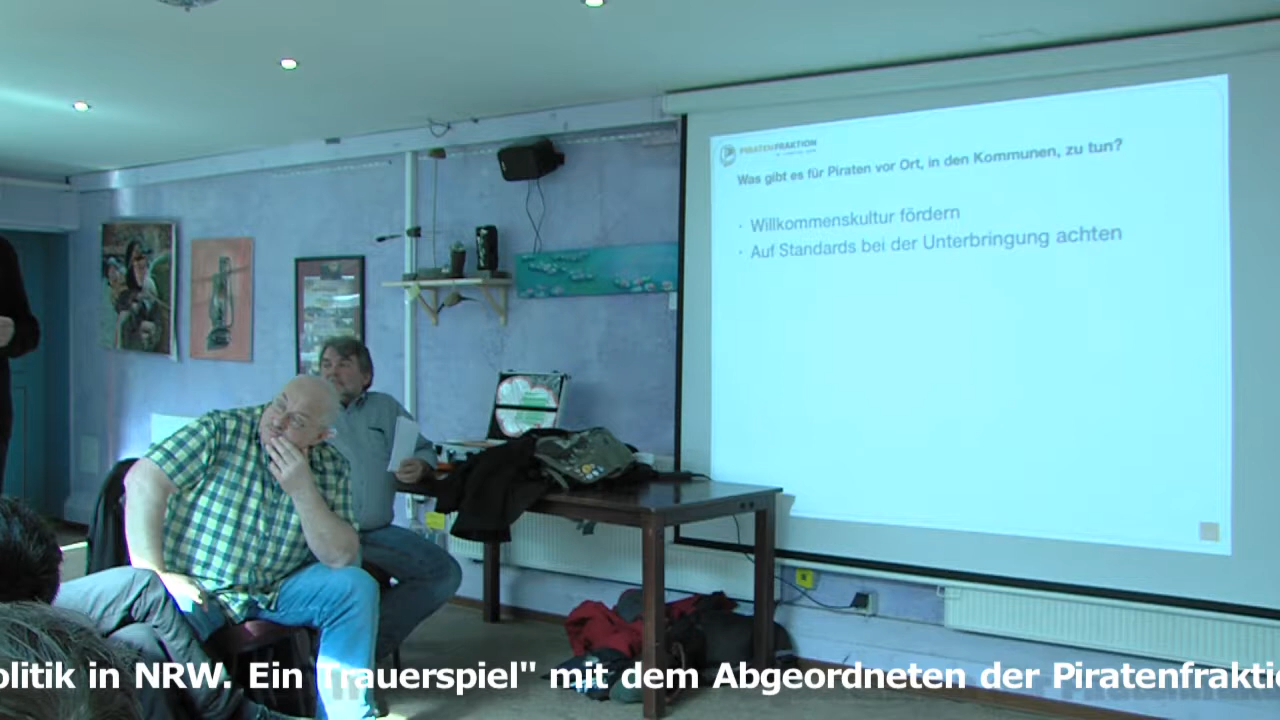 PIRATENFRAKTION
Was gibt es für Piraten vor Ort, in den Kommunen, zu tun?
· Willkommenskultur fördern
· Auf Standards bei der Unterbringung achten
olitik in NRW. Ein Trauerspiel" mit dem Abgeordneten der Piratenfrakti